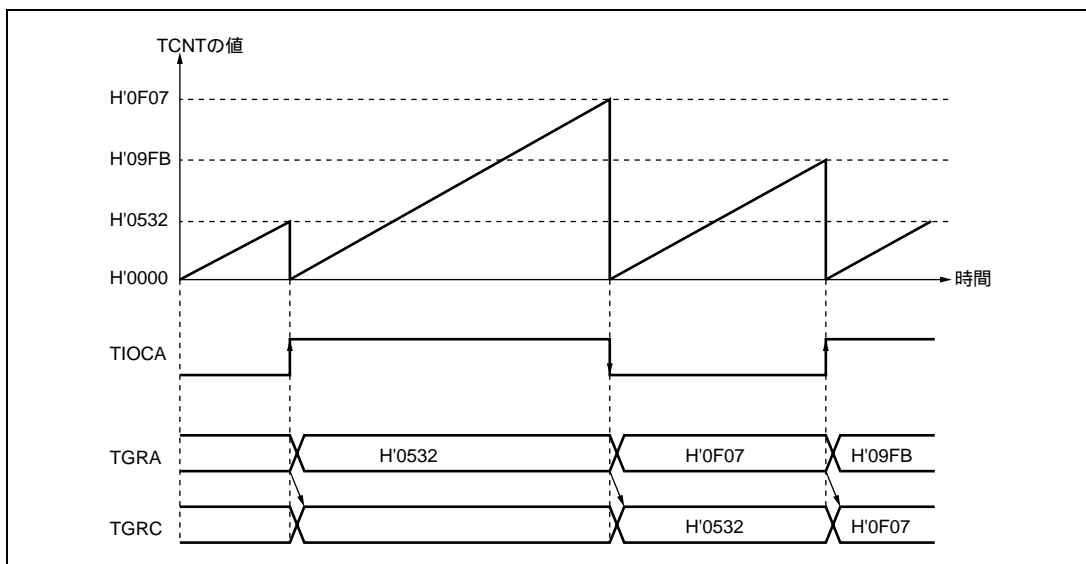 TCNTの値
H'0F07
H'09FB
H'0532
H'0000
時間
TIOCA
TGRA
H'0532
H'0F07
H'09FB
TGRC
H'0532
H'0F07